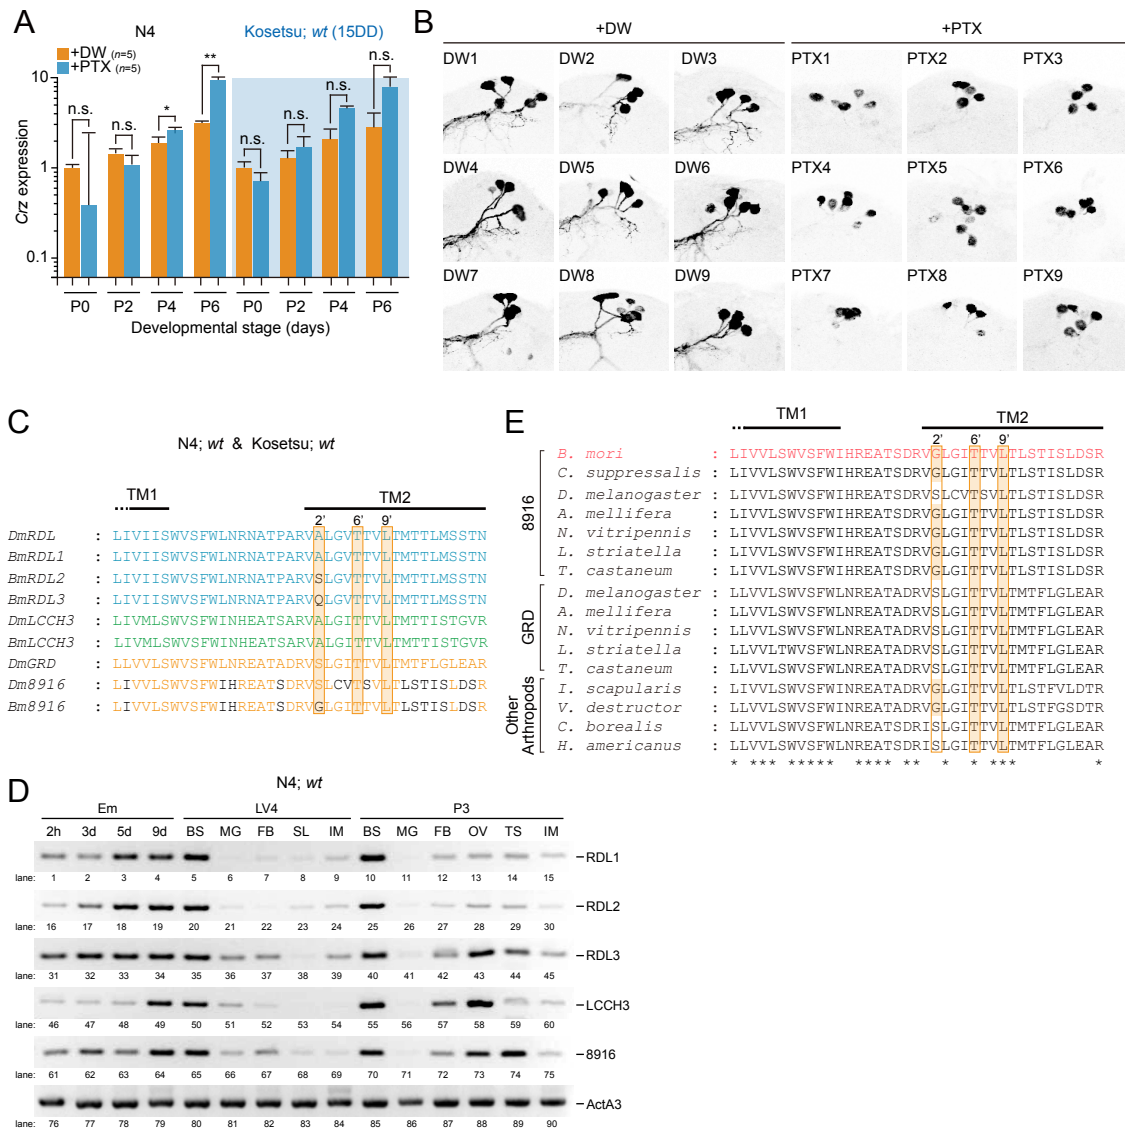 A
N4
Kosetsu; wt (15DD)
+DW (n=5)
+PTX (n=5)
Crz expression
10
1
0.1
n.s.
n.s.
*
**
n.s.
n.s.
n.s.
n.s.
P0 P2 P4 P6 P0 P2 P4 P6
Developmental stage (days)
B
+DW
+PTX
DW1 DW2 DW3 PTX1 PTX2 PTX3
DW4 DW5 DW6 PTX4 PTX5 PTX6
DW7 DW8 DW9 PTX7 PTX8 PTX9
C
N4; wt & Kosetsu; wt
TM1 TM2
2' 6' 9'
DmRDL : LIVIISWVSFWLNRNATPARVALGVTTVLTMTTLMSSTN
BmRDL1 : LIVIISWVSFWLNRNATPARVALGVTTVLTMTTLMSSTN
BmRDL2 : LIVIISWVSFWLNRNATPARVSLGVTTVLTMTTLMSSTN
BmRDL3 : LIVIISWVSFWLNRNATPARVQLGVTTVLTMTTLMSSTN
DmLCCH3 : LIVMLSWVSFWINHEATSARVALGITTVLTMTTISTGVR
BmLCCH3 : LIVMLSWVSFWINHEATSARVALGITTVLTMTTISTGVR
DmGRD : LLVVLSWVSFWLNREATADRVSLGITTVLTMTFLGLEAR
Dm8916 : LIVVLSWVSFWIHREATSDRVSLCVTSVLTLSTISLDSR
Bm8916 : LIVVLSWVSFWIHREATSDRVGLGITTVLTLSTISLDSR
D
N4; wt
Em LV4 P3
2h 3d 5d 9d BS MG FB SL IM BS MG FB OV TS IM
RDL1
lane: 1 2 3 4 5 6 7 8 9 10 11 12 13 14 15
RDL2
lane: 16 17 18 19 20 21 22 23 24 25 26 27 28 29 30
RDL3
lane: 31 32 33 34 35 36 37 38 39 40 41 42 43 44 45
LCCH3
lane: 46 47 48 49 50 51 52 53 54 55 56 57 58 59 60
8916
lane: 61 62 63 64 65 66 67 68 69 70 71 72 73 74 75
ActA3
lane: 76 77 78 79 80 81 82 83 84 85 86 87 88 89 90
E
TM1 TM2
2' 6' 9'
8916
B. mori : LIVVLSWVSFWIHREATSDRVGLGITTVLTLSTISLDSR
C. suppressalis : LIVVLSWVSFWIHREATSDRVGLGITTVLTLSTISLDSR
D. melanogaster : LIVVLSWVSFWIHREATSDRVSLCVTSVLTLSTISLDSR
A. mellifera : LIVVLSWVSFWIHREATSDRVGLGITTVLTLSTISLDSR
N. vitripennis : LIVVLSWVSFWIHREATSDRVGLGITTVLTLSTISLDSR
L. striatella : LIVVLSWVSFWIHREATSDRVGLGITTVLTLSTISLDSR
T. castaneum : LIVVLSWVSFWIHREATSDRVGLGITTVLTLSTISLDSR
GRD
D. melanogaster : LLVVLSWVSFWLNREATADRVSLGITTVLTMTFLGLEAR
A. mellifera : LLVVLSWVSFWLNREATADRVSLGITTVLTMTFLGLEAR
N. vitripennis : LLVVLSWVSFWLNREATADRVSLGITTVLTMTFLGLEAR
L. striatella : LLVLTWVSFWLNREATADRVSLGITTVLTMTFLGLEAR
T. castaneum : LLVVLSWVSFWLNREATADRVSLGITTVLTMTFLGLEAR
Other
Arthropods
I. scapularis : LIVVLSWVSFWIHREATSDRVGLGITTVLTLSTFVLDTR
V. destructor : LIVVLSWVSFWIHREATSDRVGLGITTVLTLSTFGSDTR
C. borealis : LLVVLSWVSFWLNREATSDRISLGITTVLTMTFLGLEAR
H. americanus : LLVVLSWVSFWLNREATSDRISLGITTVLTMTFLGLEAR
* *** ***** **** ** * * *** *